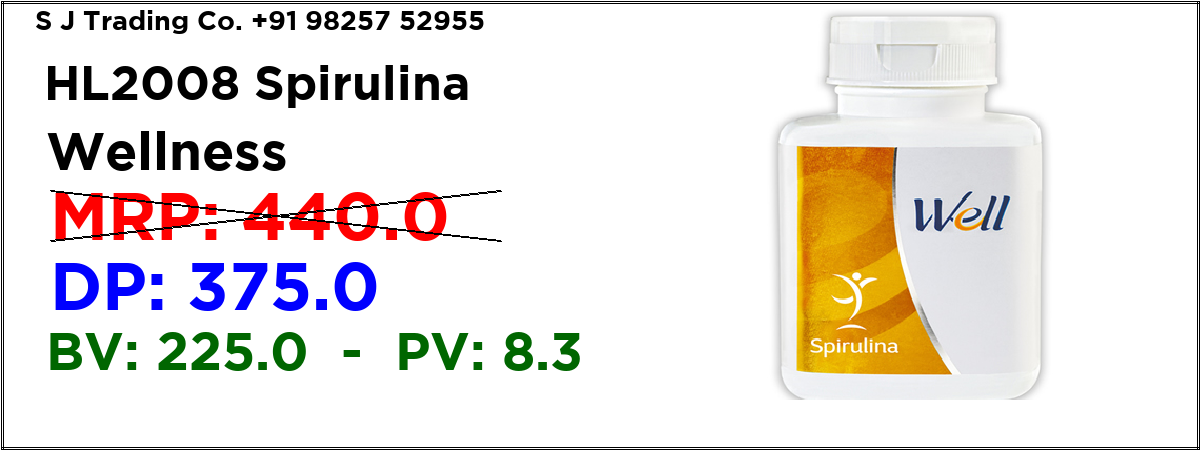 S J Trading Co. +91 98257 52955
HL2008 Spirulina
Wellness
MRP: 440.0
DP: 375.0
BV: 225.0 - PV: 8.3
Well
Spirulina